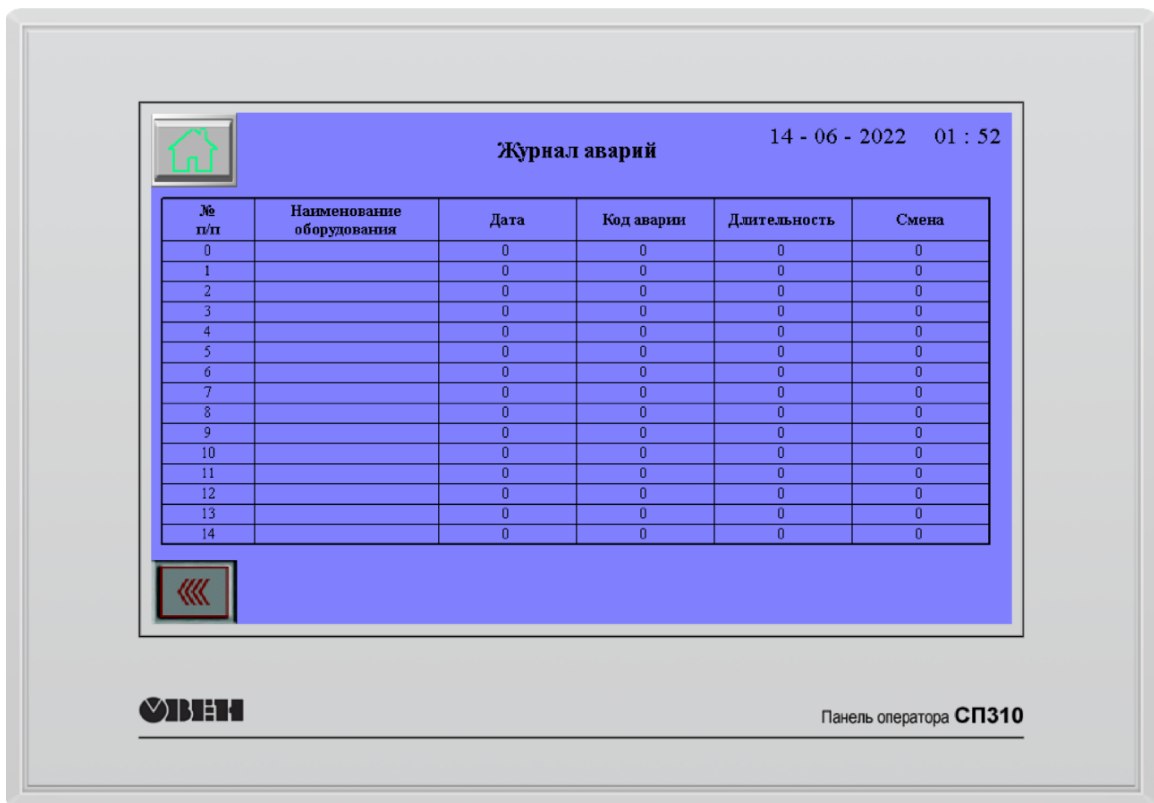 Журнал аварий
14 - 06 - 2022 01 : 52
№ п/п Наименование оборудования Дата Код аварии Длительность Смена
0 0 0 0 0
1 0 0 0 0
2 0 0 0 0
3 0 0 0 0
4 0 0 0 0
5 0 0 0 0
6 0 0 0 0
7 0 0 0 0
8 0 0 0 0
9 0 0 0 0
10 0 0 0 0
11 0 0 0 0
12 0 0 0 0
13 0 0 0 0
14 0 0 0 0
ОВЕН
Панель оператора СП310